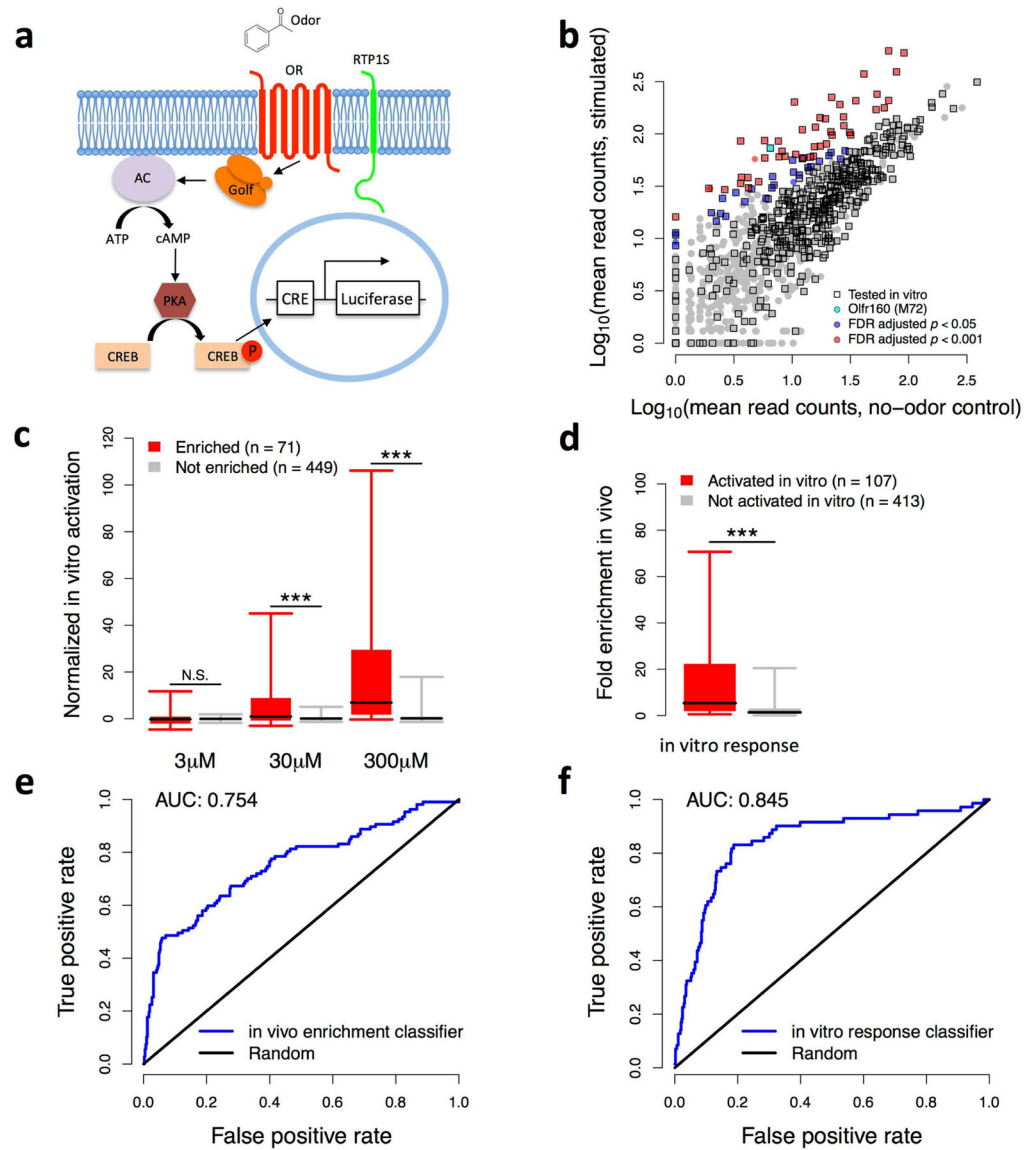 a
O
Odor
OR
RTP1S
AC
Golf
ATP
cAMP
PKA
CREB
CREB
P
CRE
Luciferase
b
Log10(mean read counts, stimulated)
2.5
2.0
1.5
1.0
0.5
0.0
Tested in vitro
Olfr160 (M72)
FDR adjusted p < 0.05
FDR adjusted p < 0.001
0.0 0.5 1.0 1.5 2.0 2.5
Log10(mean read counts, no−odor control)
c
Normalized in vitro activation
120
100
80
60
40
20
0
Enriched (n = 71)
Not enriched (n = 449)
N.S.
***
***
3µM 30µM 300µM
d
Fold enrichment in vivo
100
80
60
40
20
0
Activated in vitro (n = 107)
Not activated in vitro (n = 413)
***
in vitro response
e
AUC: 0.754
True positive rate
1.0
0.8
0.6
0.4
0.2
0.0
in vivo enrichment classifier
Random
0.0 0.2 0.4 0.6 0.8 1.0
False positive rate
f
AUC: 0.845
True positive rate
1.0
0.8
0.6
0.4
0.2
0.0
in vitro response classifier
Random
0.0 0.2 0.4 0.6 0.8 1.0
False positive rate